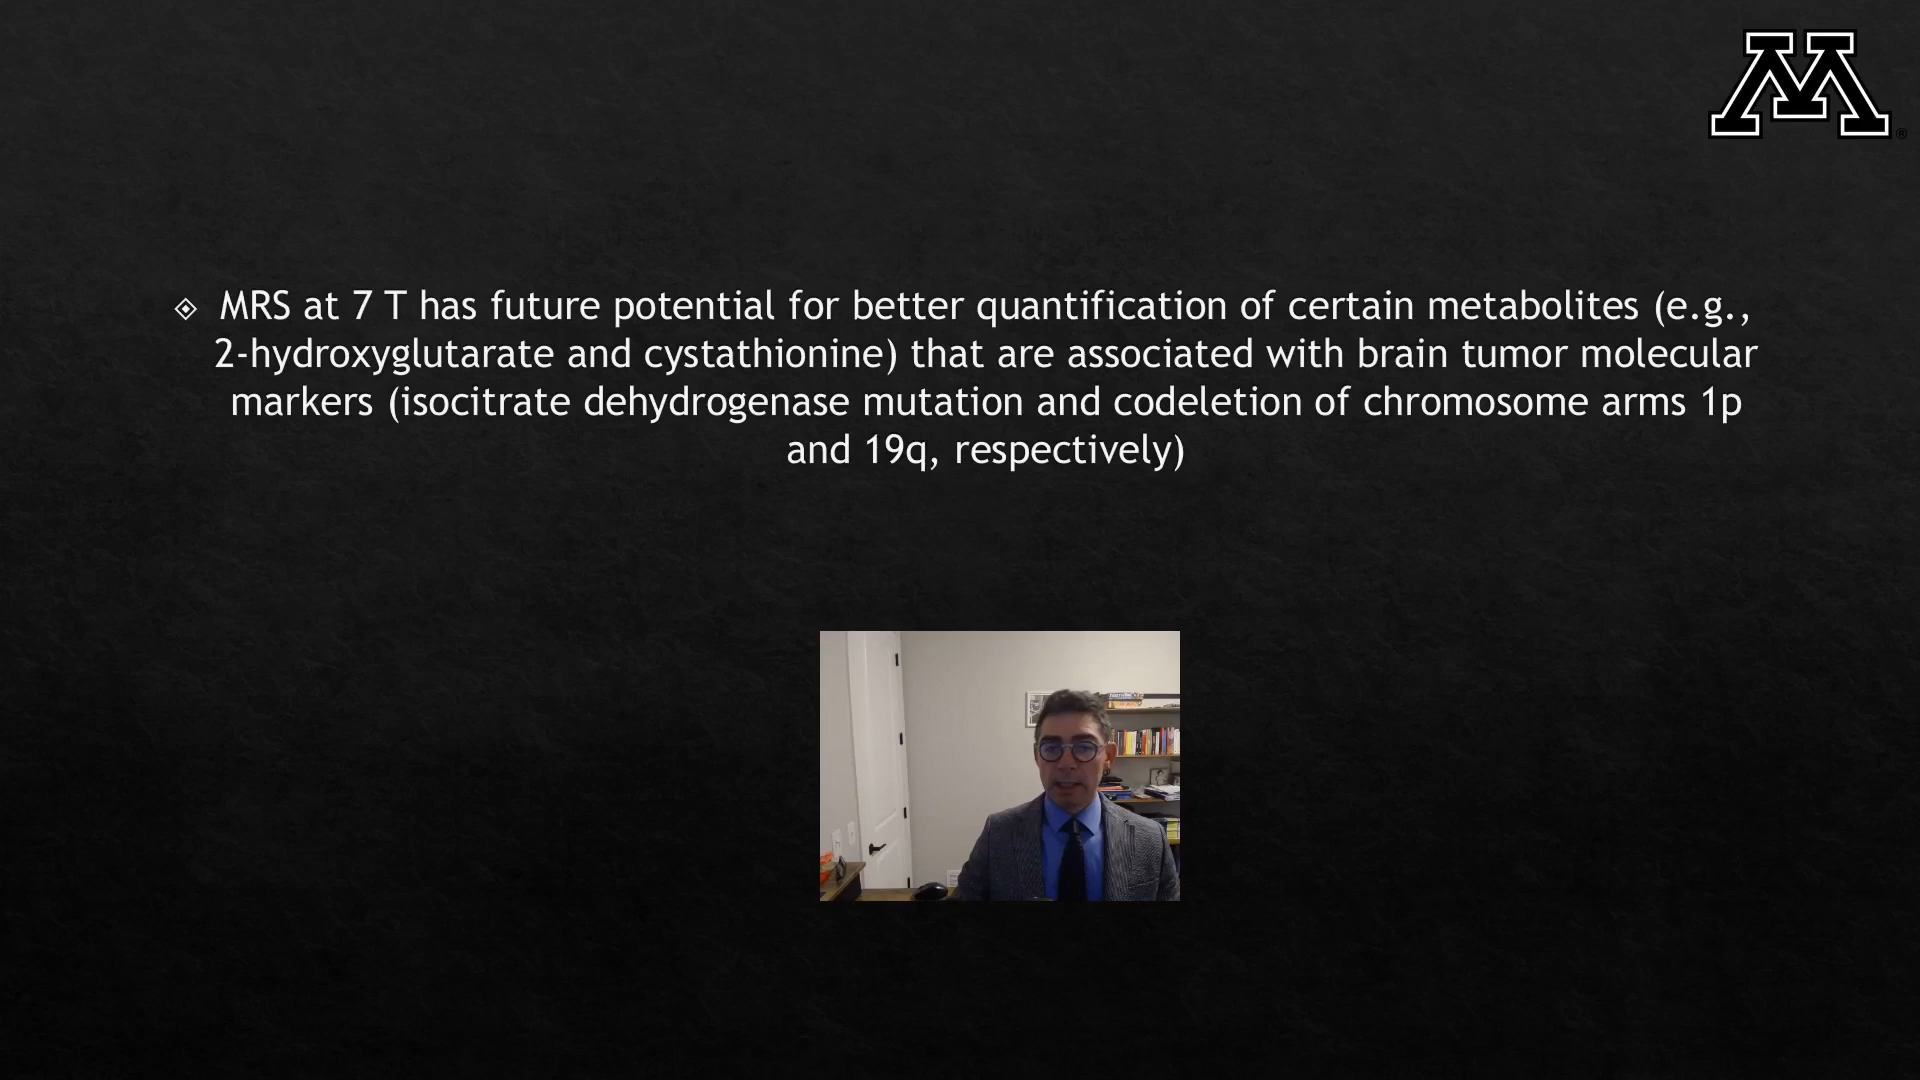 M
MRS at 7 T has future potential for better quantification of certain metabolites (e.g.,
2-hydroxyglutarate and cystathionine) that are associated with brain tumor molecular
markers (isocitrate dehydrogenase mutation and codeletion of chromosome arms 1p
and 19q, respectively)